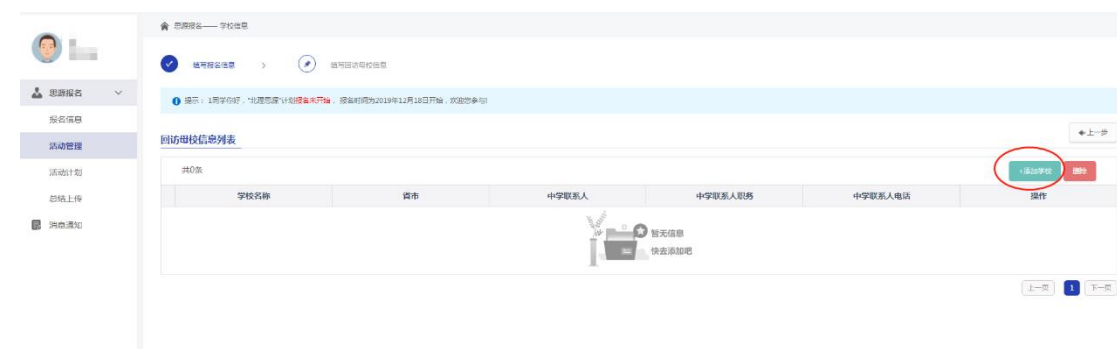 思源报名—— 学校信息
填写报名信息 > 填写回访母校信息
思源报名
提示：1同学你好，"北理思源"计划报名未开始，报名时间为2019年12月18日开始，欢迎您参与!
报名信息
活动管理
活动计划
总结上传
消息通知
回访母校信息列表
上一步
共0条
+添加学校 删除
学校名称 省市 中学联系人 中学联系人职务 中学联系人电话 操作
暂无信息
快去添加吧
上一页 1 下一页